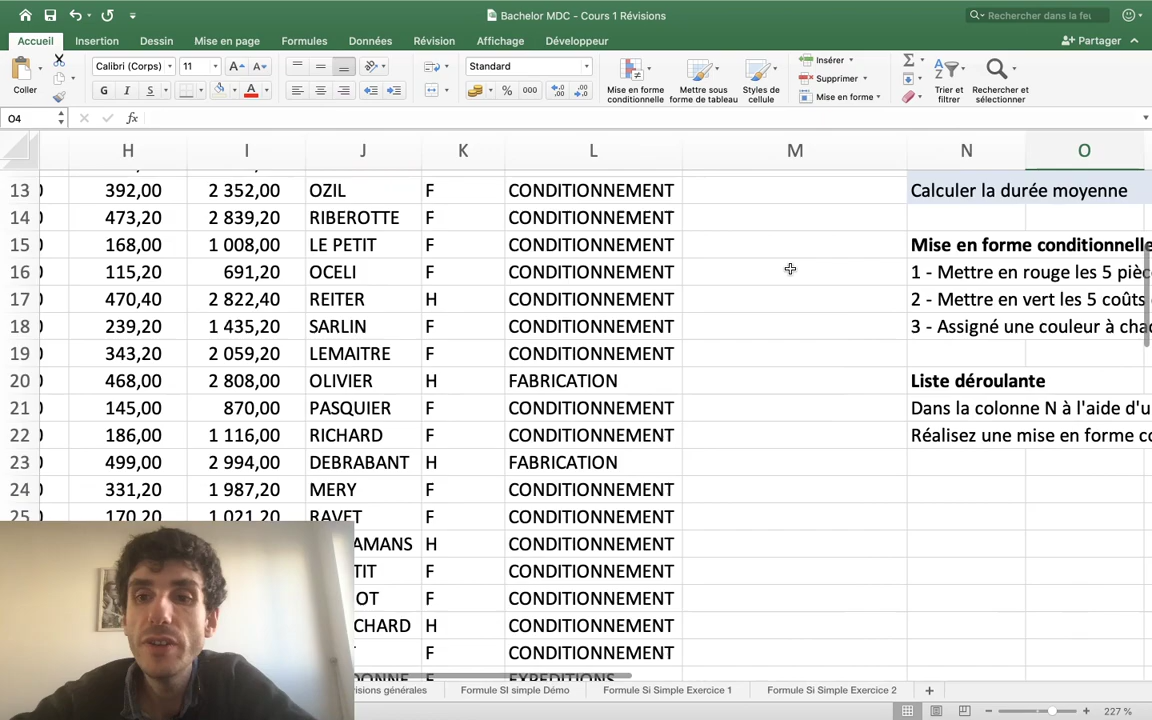 Bachelor MDC - Cours 1 Révisions
Rechercher dans la feu
Accueil Insertion Dessin Mise en page Formules Données Révision Affichage Développeur
Partager
Coller
Calibri (Corps) 11
G I S
Standard
% 000
Mise en forme conditionnelle
Mettre sous forme de tableau
Styles de cellule
Insérer
Supprimer
Mise en forme
Trier et filtrer
Rechercher et sélectionner
O4
fx
H I J K L M N O
13 392,00 2 352,00 OZIL F CONDITIONNEMENT Calculer la durée moyenne
14 473,20 2 839,20 RIBEROTTE F CONDITIONNEMENT
15 168,00 1 008,00 LE PETIT F CONDITIONNEMENT Mise en forme conditionnelle
16 115,20 691,20 OCELI F CONDITIONNEMENT 1 - Mettre en rouge les 5 pièc
17 470,40 2 822,40 REITER H CONDITIONNEMENT 2 - Mettre en vert les 5 coûts
18 239,20 1 435,20 SARLIN F CONDITIONNEMENT 3 - Assigné une couleur à cha
19 343,20 2 059,20 LEMAITRE F CONDITIONNEMENT
20 468,00 2 808,00 OLIVIER H FABRICATION Liste déroulante
21 145,00 870,00 PASQUIER F CONDITIONNEMENT Dans la colonne N à l'aide d'u
22 186,00 1 116,00 RICHARD F CONDITIONNEMENT Réalisez une mise en forme co
23 499,00 2 994,00 DEBRABANT H FABRICATION
24 331,20 1 987,20 MERY F CONDITIONNEMENT
25 170,20 1 021,20 RAVET F CONDITIONNEMENT
AMANS H CONDITIONNEMENT
TIT F CONDITIONNEMENT
OT F CONDITIONNEMENT
CHARD H CONDITIONNEMENT
F CONDITIONNEMENT
DONNE F EXPEDITIONS
visions générales Formule SI simple Démo Formule Si Simple Exercice 1 Formule Si Simple Exercice 2
227 %